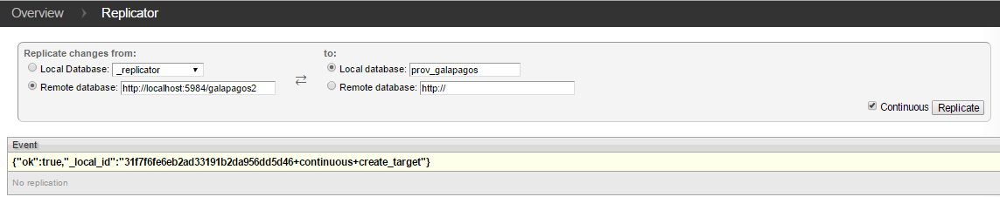 Overview Replicator
Replicate changes from: to:
Local Database: _replicator Local database: prov_galapagos
Remote database: http://localhost:5984/galapagos2 Remote database: http://
Continuous Replicate
Event
{"ok":true,"_local_id":"31f7f6fe6eb2ad33191b2da956dd5d46+continuous+create_target"}
No replication